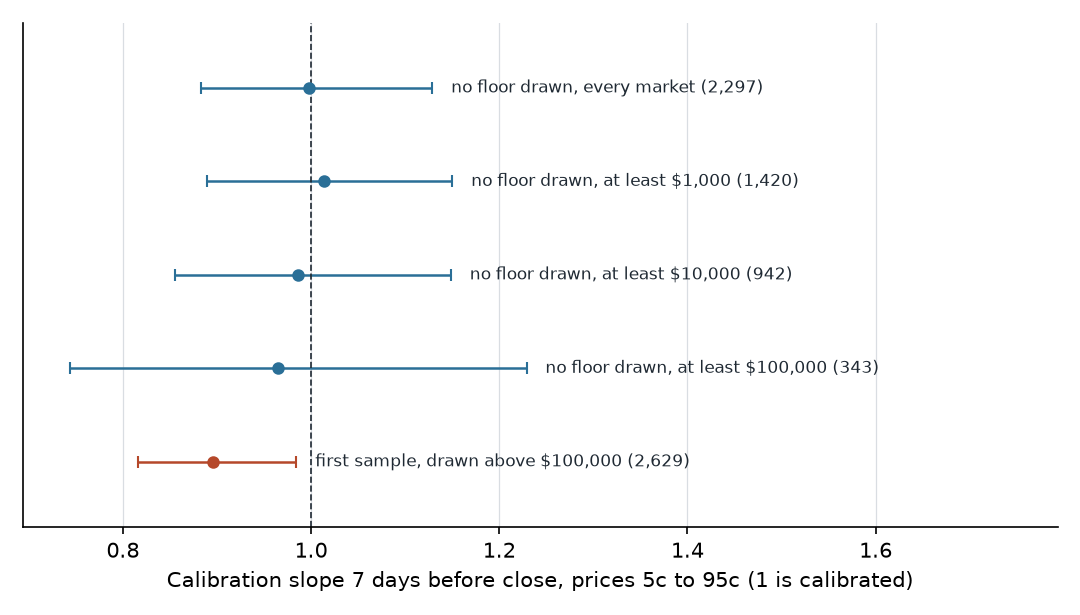 no floor drawn, every market (2,297)
no floor drawn, at least $1,000 (1,420)
no floor drawn, at least $10,000 (942)
no floor drawn, at least $100,000 (343)
first sample, drawn above $100,000 (2,629)
0.8 1.0 1.2 1.4 1.6
Calibration slope 7 days before close, prices 5c to 95c (1 is calibrated)